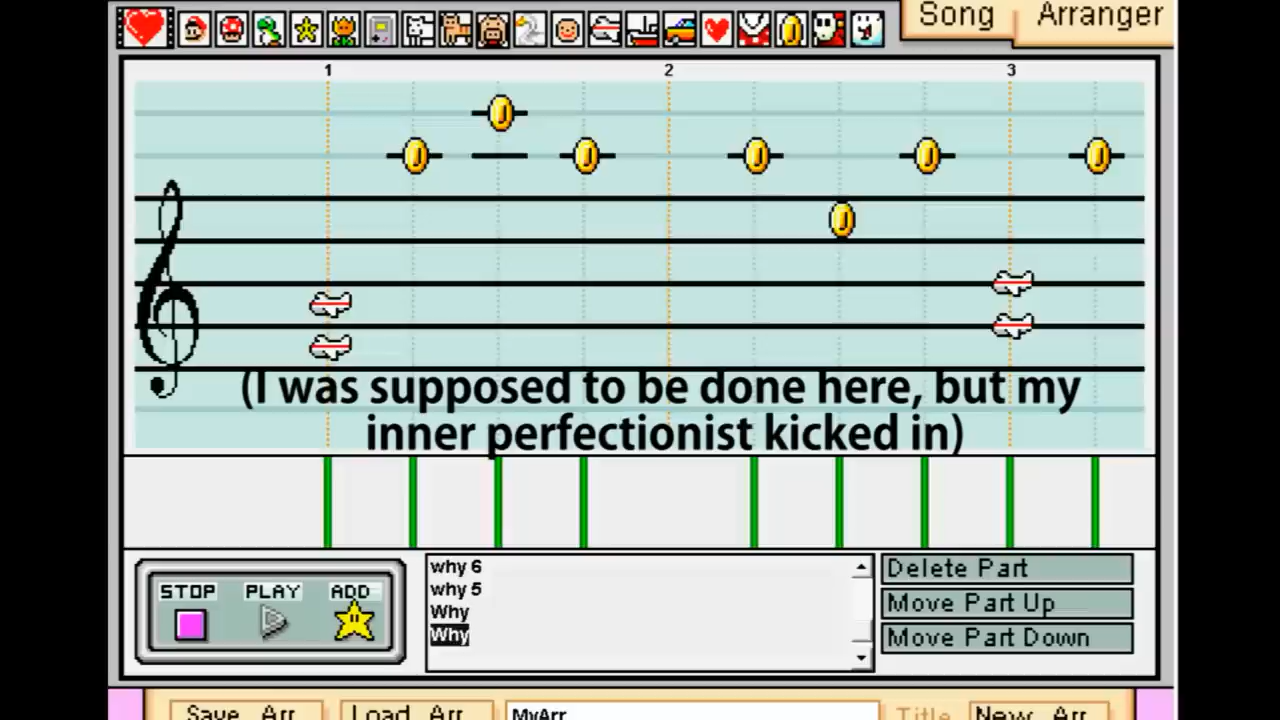 Song Arranger
1 2 3
(I was supposed to be done here, but my
inner perfectionist kicked in)
STOP PLAY ADD
why 6
why 5
Why
Why
Delete Part
Move Part Up
Move Part Down
Save Arr Load Arr MyArr Title New Arr